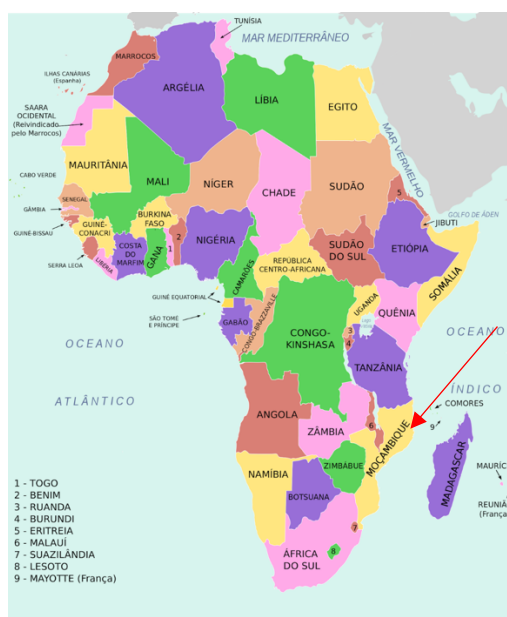 TUNÍSIA
MAR MEDITERRÂNEO
MARROCOS
ILHAS CANÁRIAS
(Espanha)
ARGÉLIA
LÍBIA
EGITO
SAARA
OCIDENTAL
(Reivindicado
pelo Marrocos)
MAR VERMELHO
MAURITÂNIA
MALI
NÍGER
CHADE
SUDÃO
5
CABO VERDE
SENEGAL
GÂMBIA
GUINÉ-BISSAU
GUINÉ-
CONACRI
BURKINA
FASO
GOLFO DE ÁDEN
JIBUTI
SERRA LEOA
LIBÉRIA
COSTA
DO
MARFIM
GANA
1
2
NIGÉRIA
CAMARÕES
REPÚBLICA
CENTRO-AFRICANA
SUDÃO
DO SUL
ETIÓPIA
SOMÁLIA
GUINÉ EQUATORIAL
SÃO TOMÉ
E PRÍNCIPE
GABÃO
CONGO-BRAZZAVILLE
CONGO-
KINSHASA
UGANDA
QUÊNIA
3
4
TANZÂNIA
OCEANO
ATLÂNTICO
OCEANO
ÍNDICO
COMORES
9
ANGOLA
ZÂMBIA
6
MOÇAMBIQUE
MADAGASCAR
NAMÍBIA
ZIMBÁBUE
BOTSUANA
MAURÍC
REUNIÃ
(França
7
8
ÁFRICA
DO SUL
1 - TOGO
2 - BENIM
3 - RUANDA
4 - BURUNDI
5 - ERITREIA
6 - MALAUÍ
7 - SUAZILÂNDIA
8 - LESOTO
9 - MAYOTTE (França)